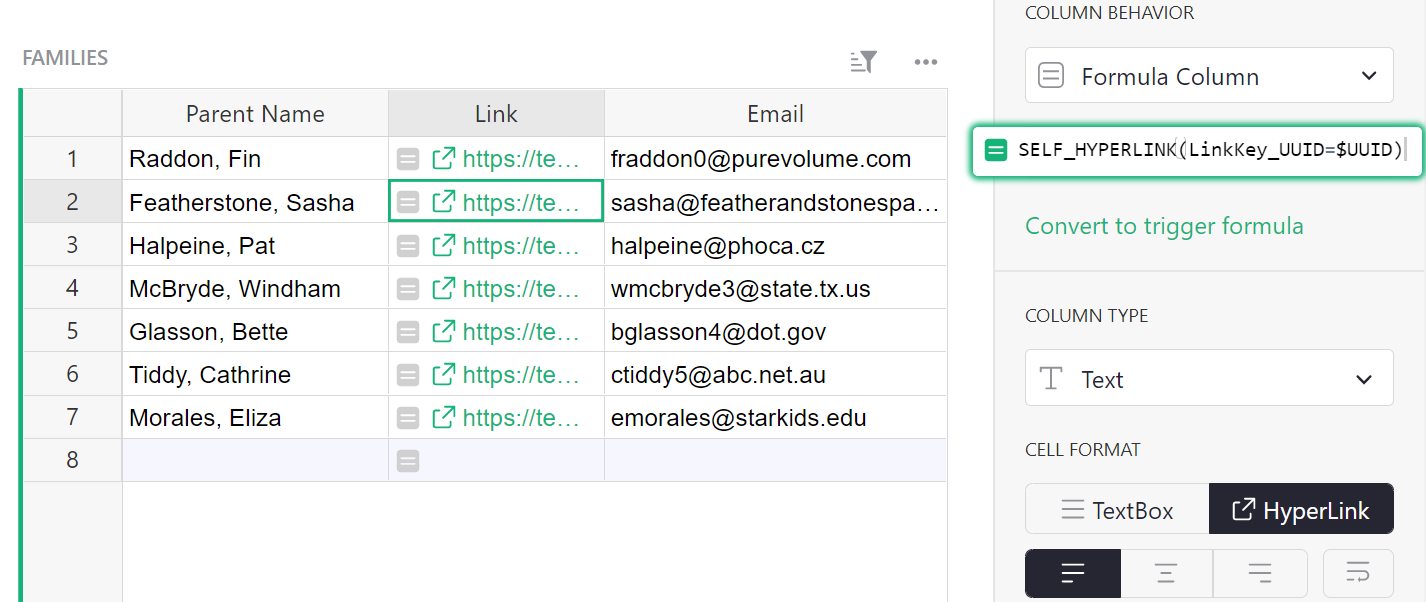 FAMILIES
Parent Name Link Email
1 Raddon, Fin https://te… fraddon0@purevolume.com
2 Featherstone, Sasha https://te… sasha@featherandstonespa…
3 Halpeine, Pat https://te… halpeine@phoca.cz
4 McBryde, Windham https://te… wmcbryde3@state.tx.us
5 Glasson, Bette https://te… bglasson4@dot.gov
6 Tiddy, Cathrine https://te… ctiddy5@abc.net.au
7 Morales, Eliza https://te… emorales@starkids.edu
8
COLUMN BEHAVIOR
Formula Column
SELF_HYPERLINK(LinkKey_UUID=$UUID)
Convert to trigger formula
COLUMN TYPE
Text
CELL FORMAT
TextBox HyperLink